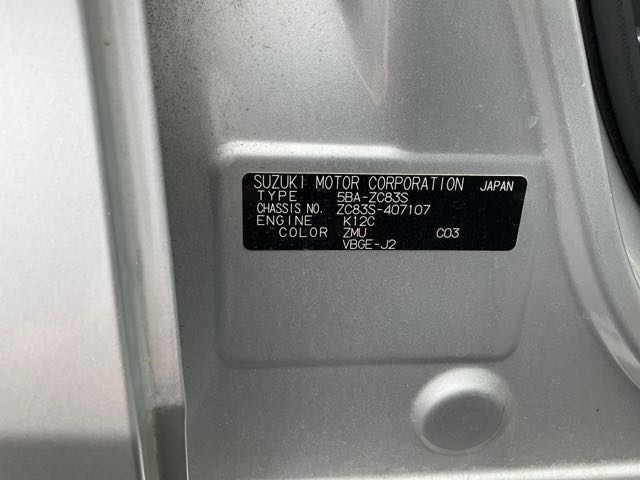 SUZUKI MOTOR CORPORATION JAPAN
TYPE 5BA-ZC83S
CHASSIS NO. ZC83S-407107
ENGINE K12C
COLOR ZMU C03
VBGE-J2